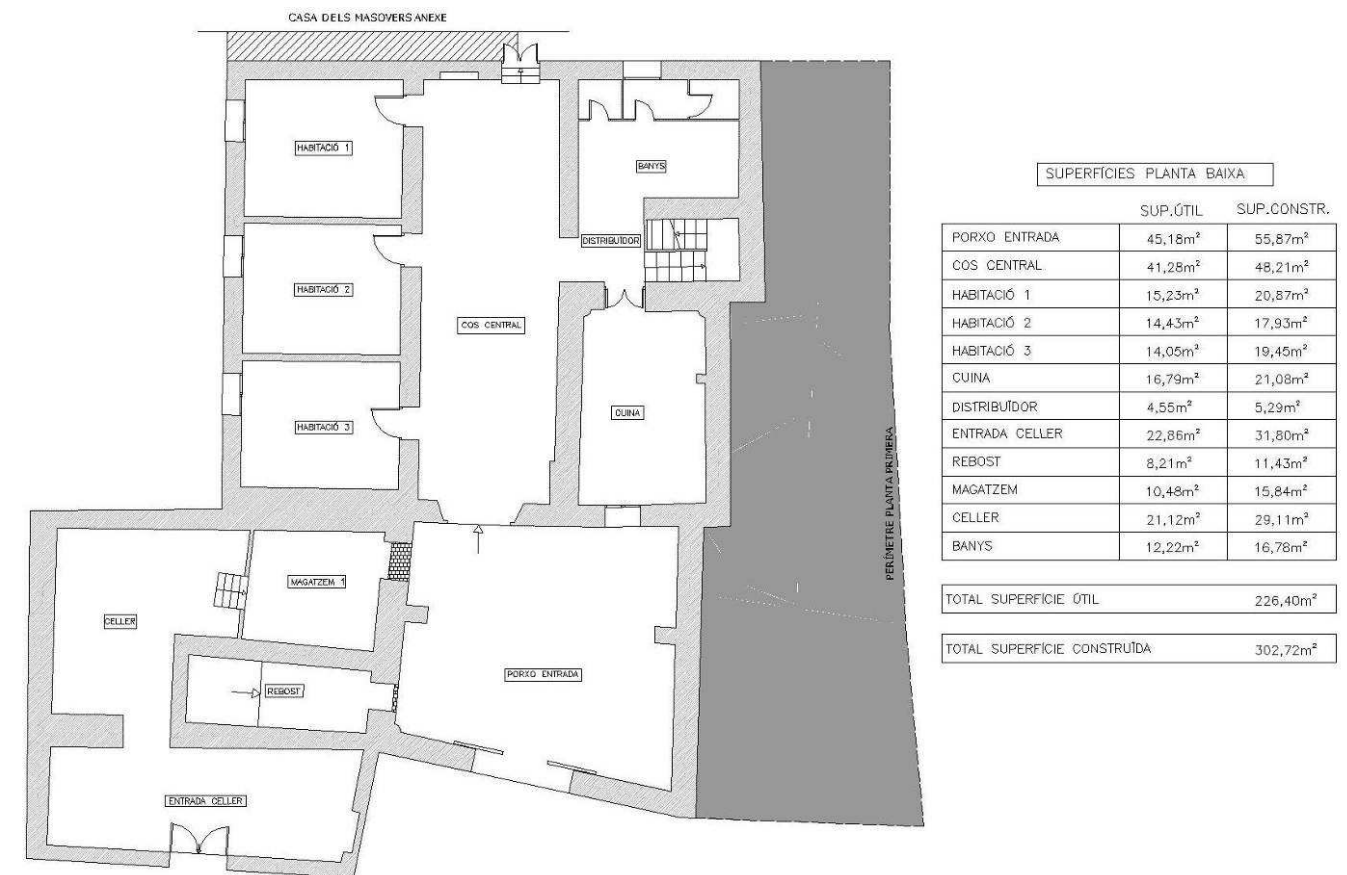 CASA DELS MASOVERS ANEXE
HABITACIÓ 1
BANYS
DISTRIBUÏDOR
HABITACIÓ 2
COS CENTRAL
CUINA
HABITACIÓ 3
PERÍMETRE PLANTA PRIMERA
MAGATZEM 1
CELLER
PORXO ENTRADA
REBOST
ENTRADA CELLER
SUPERFÍCIES PLANTA BAIXA
SUP.ÚTIL SUP.CONSTR.
PORXO ENTRADA 45,18m² 55,87m²
COS CENTRAL 41,28m² 48,21m²
HABITACIÓ 1 15,23m² 20,87m²
HABITACIÓ 2 14,43m² 17,93m²
HABITACIÓ 3 14,05m² 19,45m²
CUINA 16,79m² 21,08m²
DISTRIBUÏDOR 4,55m² 5,29m²
ENTRADA CELLER 22,86m² 31,80m²
REBOST 8,21m² 11,43m²
MAGATZEM 10,48m² 15,84m²
CELLER 21,12m² 29,11m²
BANYS 12,22m² 16,78m²
TOTAL SUPERFÍCIE ÚTIL 226,40m²
TOTAL SUPERFÍCIE CONSTRUÏDA 302,72m²